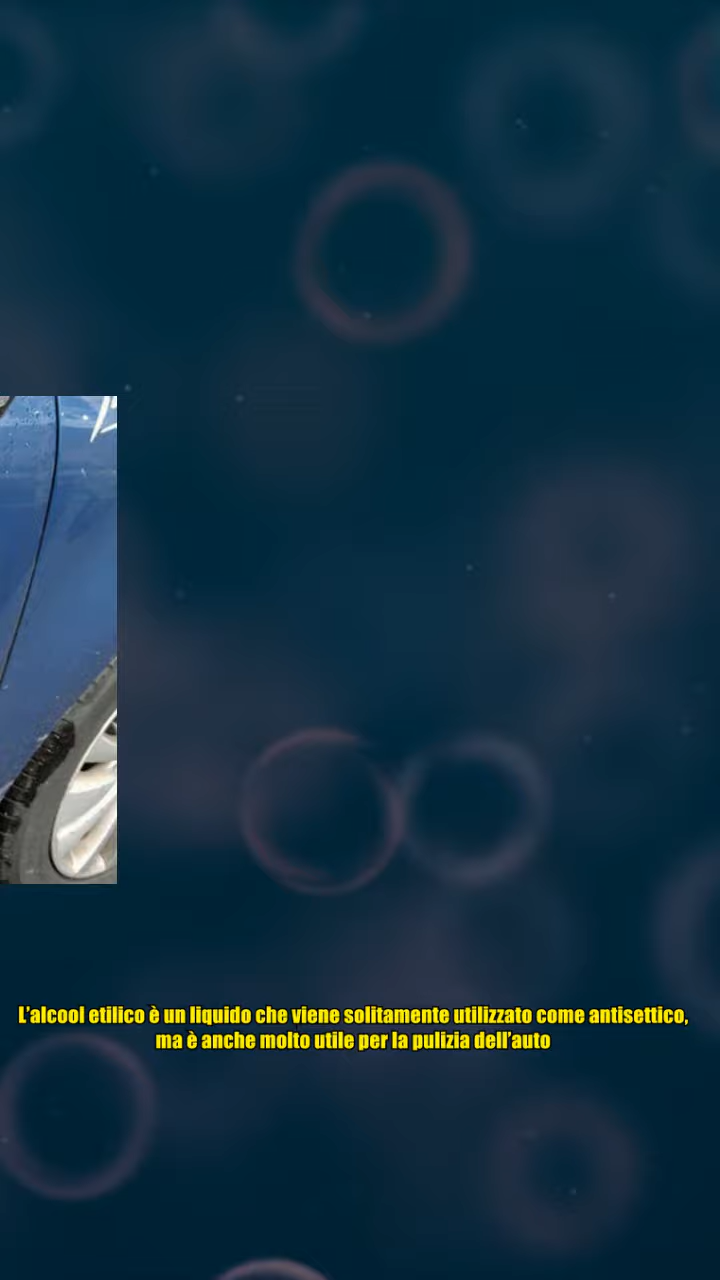 L'alcool etilico è un liquido che viene solitamente utilizzato come antisettico,
ma è anche molto utile per la pulizia dell'auto